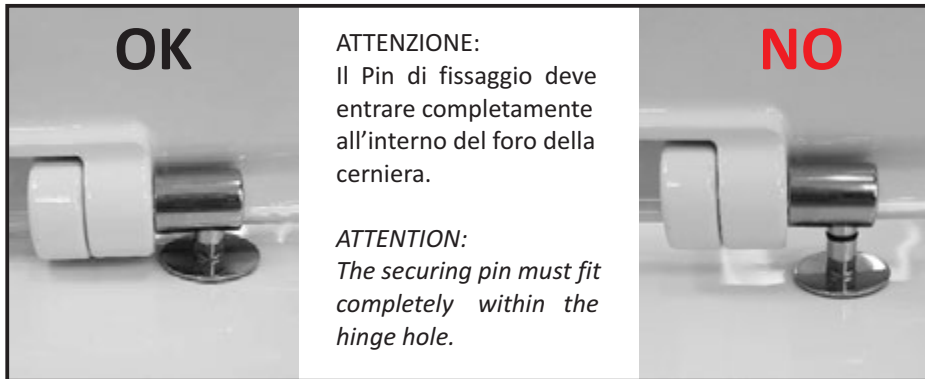 OK
ATTENZIONE:
Il Pin di fissaggio deve
entrare completamente
all’interno del foro della
cerniera.
ATTENTION:
The securing pin must fit
completely within the
hinge hole.
NO